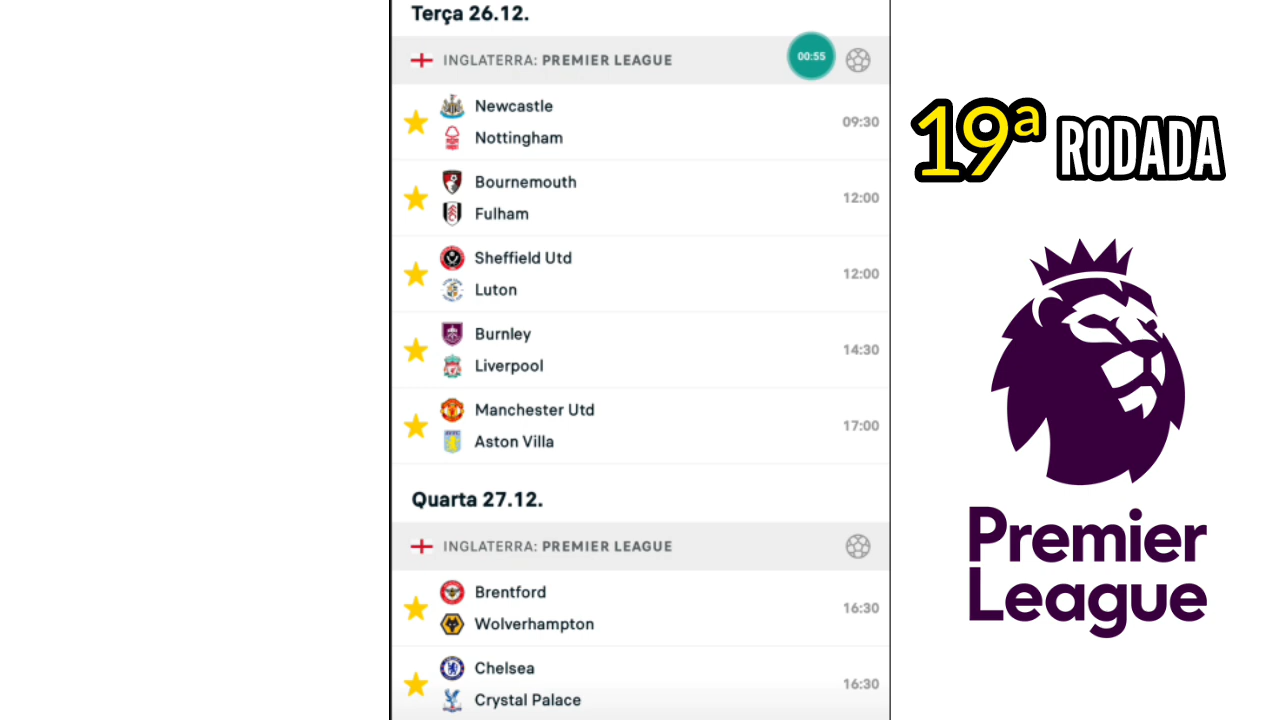 Terça 26.12.
INGLATERRA: PREMIER LEAGUE
00:55
Newcastle
Nottingham
09:30
Bournemouth
Fulham
12:00
Sheffield Utd
Luton
12:00
Burnley
Liverpool
14:30
Manchester Utd
Aston Villa
17:00
Quarta 27.12.
INGLATERRA: PREMIER LEAGUE
Brentford
Wolverhampton
16:30
Chelsea
Crystal Palace
16:30
19ª RODADA
Premier
League